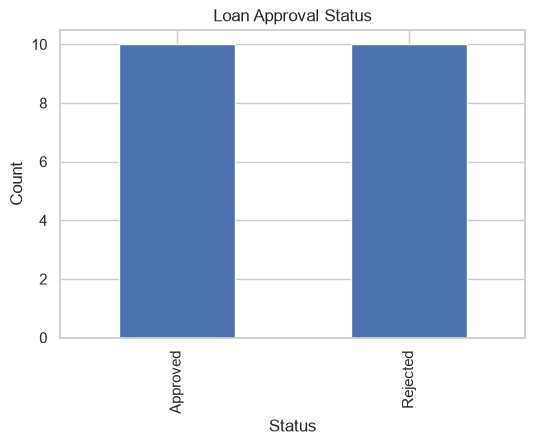 Loan Approval Status
10
8
6
4
2
0
Count
Approved
Rejected
Status